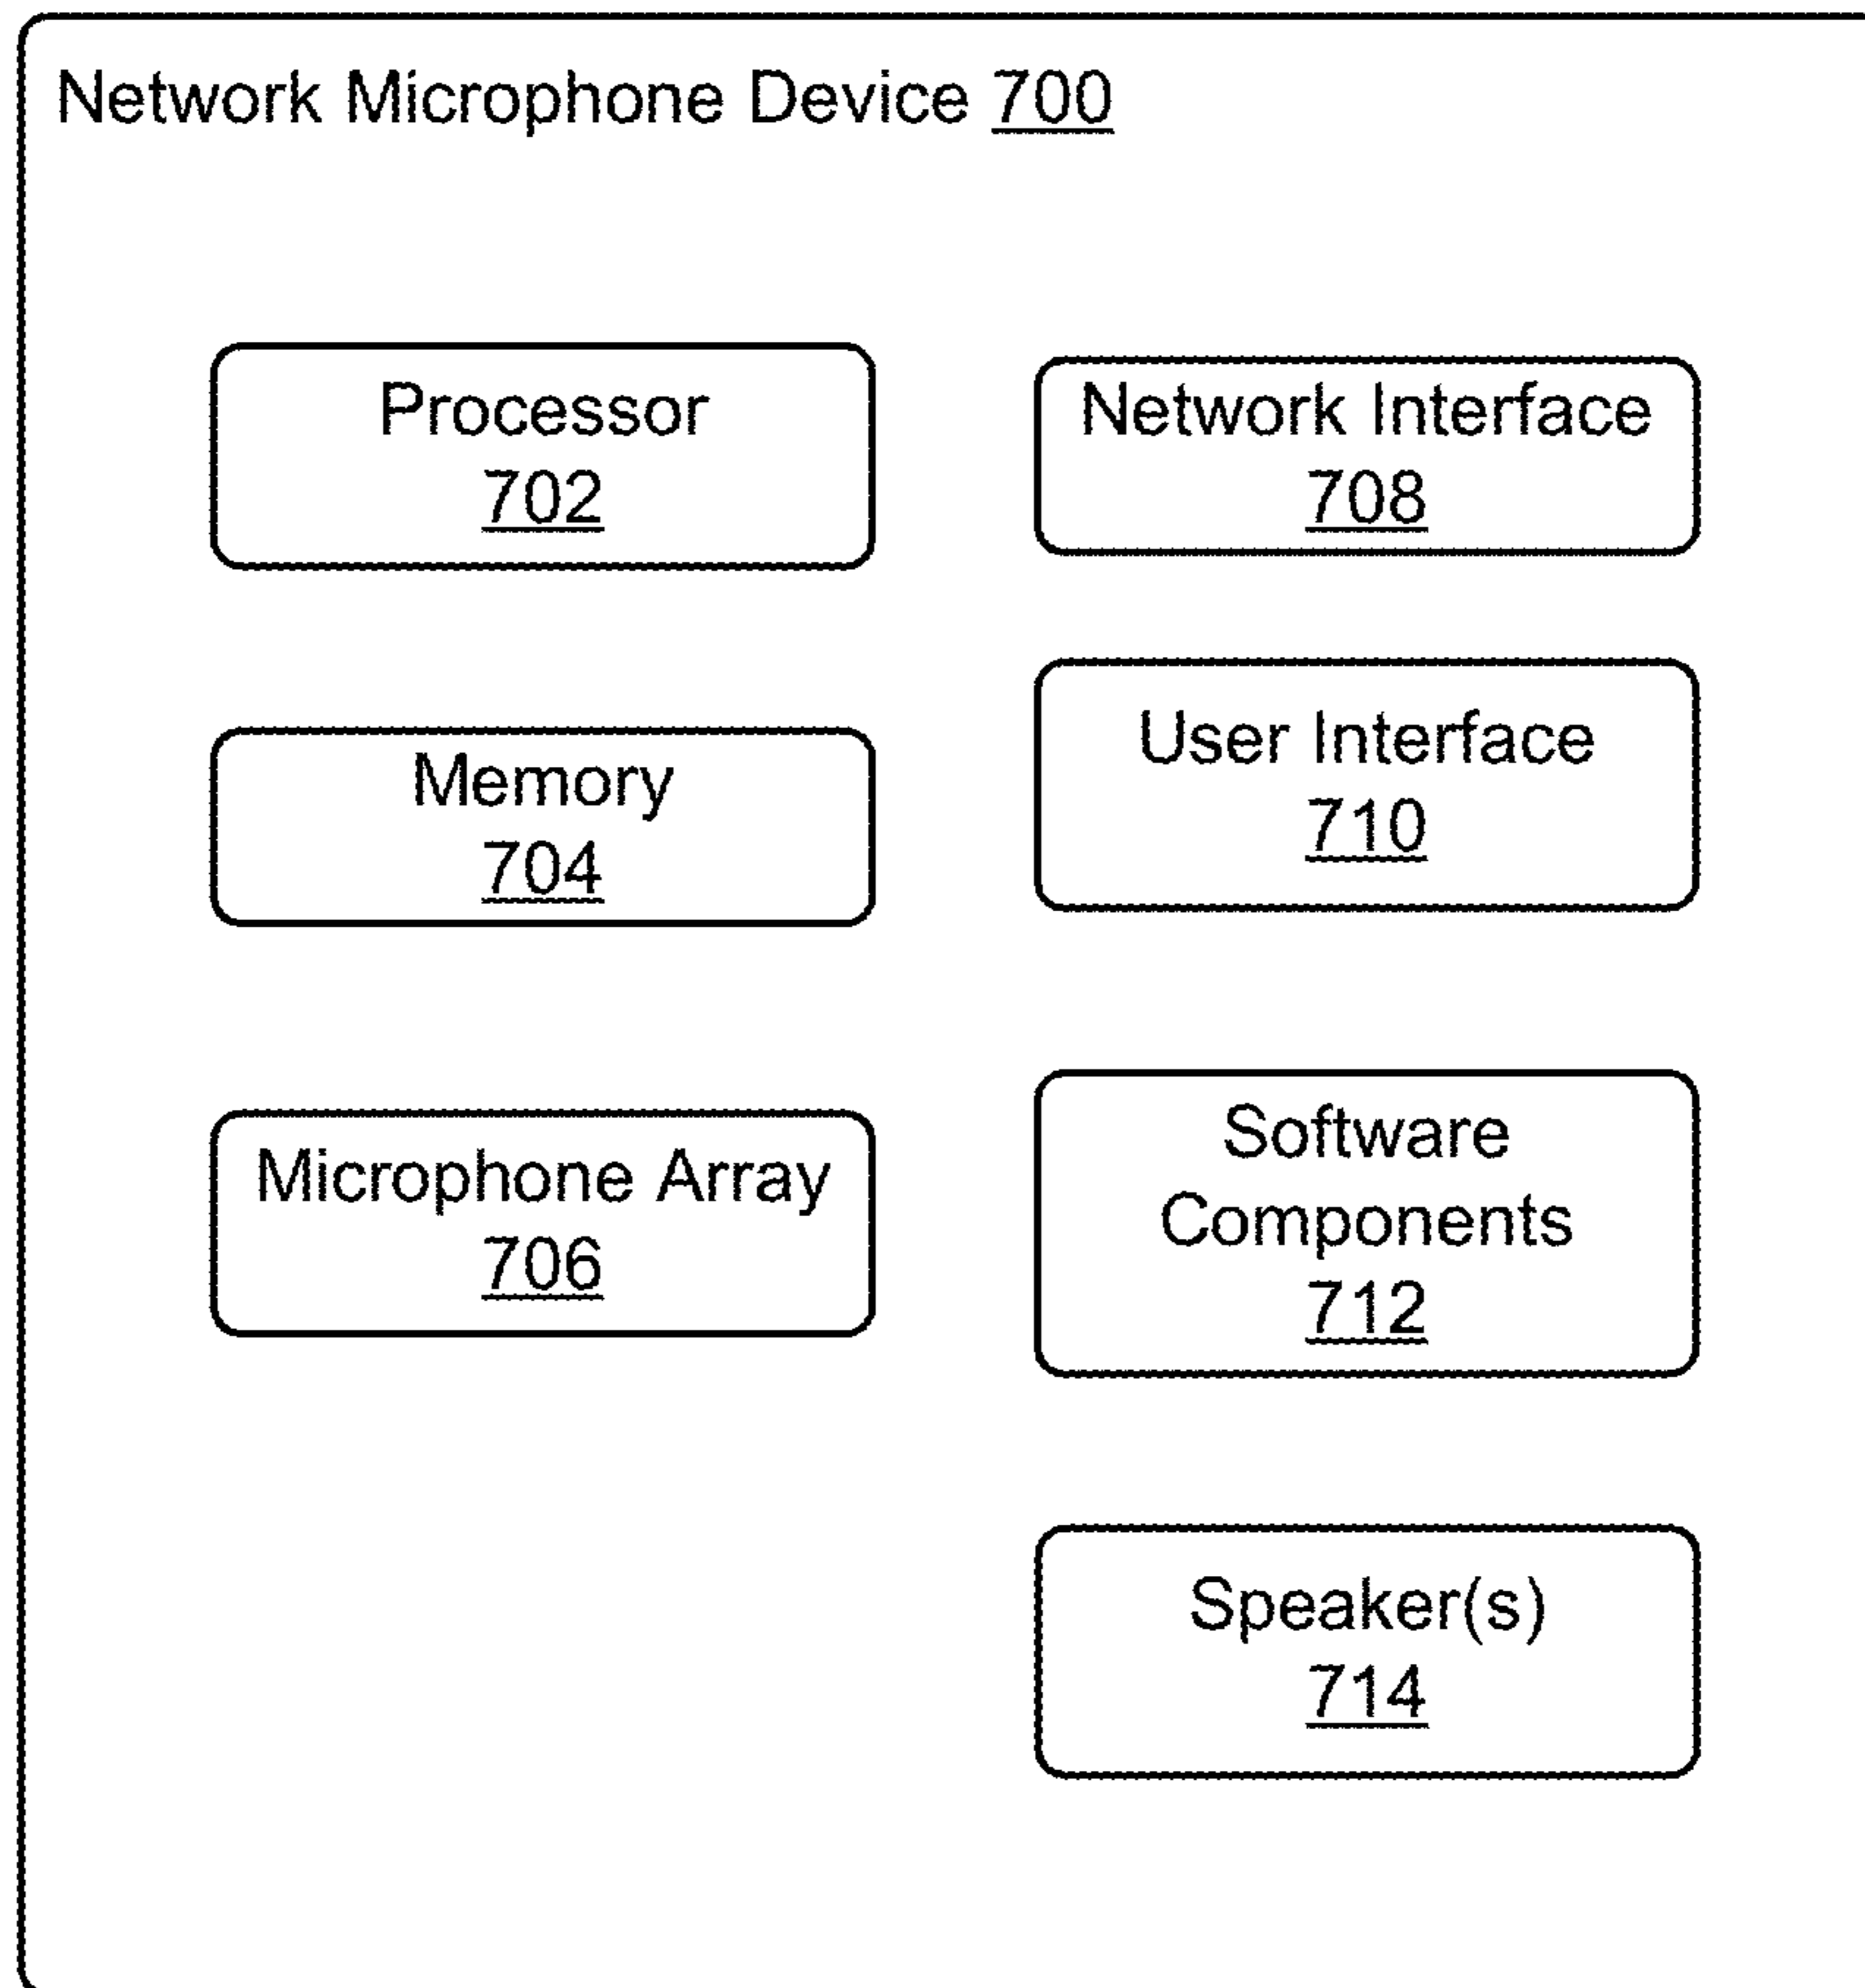 Network Microphone Device 700
Processor
702
Memory
704
Microphone Array
706
Network Interface
708
User Interface
710
Software
Components
712
Speaker(s)
714